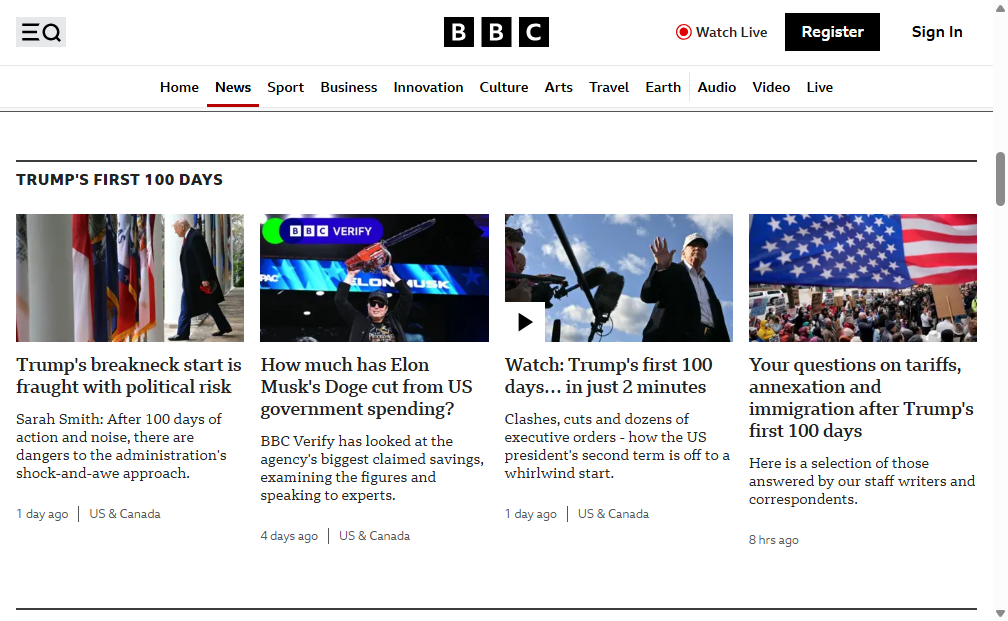 BBC
Watch Live
Register
Sign In
Home
News
Sport
Business
Innovation
Culture
Arts
Travel
Earth
Audio
Video
Live
TRUMP'S FIRST 100 DAYS
BBC VERIFY
PAC
ELON MUSK
Trump's breakneck start is
fraught with political risk
Sarah Smith: After 100 days of
action and noise, there are
dangers to the administration's
shock-and-awe approach.
1 day ago
US & Canada
How much has Elon
Musk's Doge cut from US
government spending?
BBC Verify has looked at the
agency's biggest claimed savings,
examining the figures and
speaking to experts.
4 days ago
US & Canada
Watch: Trump's first 100
days... in just 2 minutes
Clashes, cuts and dozens of
executive orders - how the US
president's second term is off to a
whirlwind start.
1 day ago
US & Canada
Your questions on tariffs,
annexation and
immigration after Trump's
first 100 days
Here is a selection of those
answered by our staff writers and
correspondents.
8 hrs ago